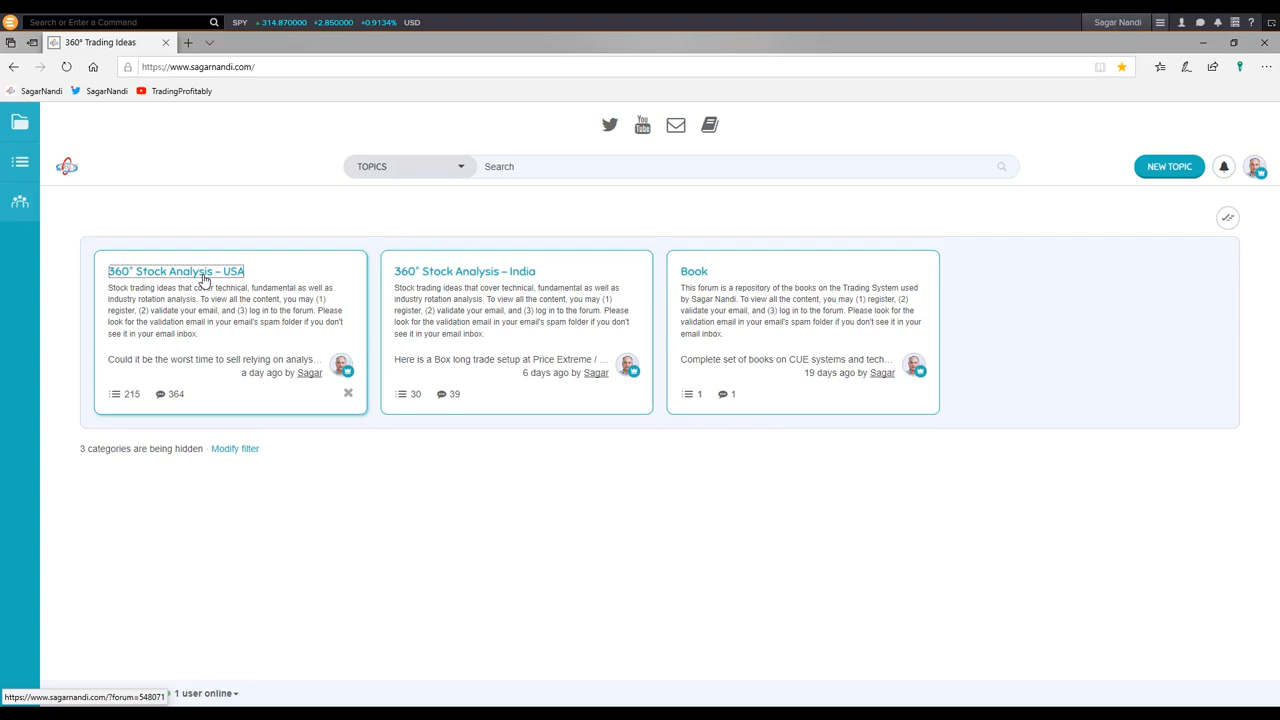 Search or Enter a Command
SPY
314.870000
+2.850000
+0.9134%
USD
Sagar Nandi
360° Trading Ideas
https://www.sagarnandi.com/
SagarNandi
SagarNandi
TradingProfitably
You
Tube
TOPICS
Search
NEW TOPIC
360° Stock Analysis – USA
Stock trading ideas that cover technical, fundamental as well as
industry rotation analysis. To view all the content, you may (1)
register, (2) validate your email, and (3) log in to the forum. Please
look for the validation email in your email's spam folder if you don't
see it in your email inbox.
Could it be the worst time to sell relying on analys...
a day ago by Sagar
215
364
360° Stock Analysis – India
Stock trading ideas that cover technical, fundamental as well as
industry rotation analysis. To view all the content, you may (1)
register, (2) validate your email, and (3) log in to the forum. Please
look for the validation email in your email's spam folder if you don't
see it in your email inbox.
Here is a Box long trade setup at Price Extreme / ...
6 days ago by Sagar
30
39
Book
This forum is a repository of the books on the Trading System used
by Sagar Nandi. To view all the content, you may (1) register, (2)
validate your email, and (3) log in to the forum. Please look for the
validation email in your email's spam folder if you don't see it in your
email inbox.
Complete set of books on CUE systems and tech...
19 days ago by Sagar
1
1
3 categories are being hidden · Modify filter
https://www.sagarnandi.com/?forum=548071
1 user online